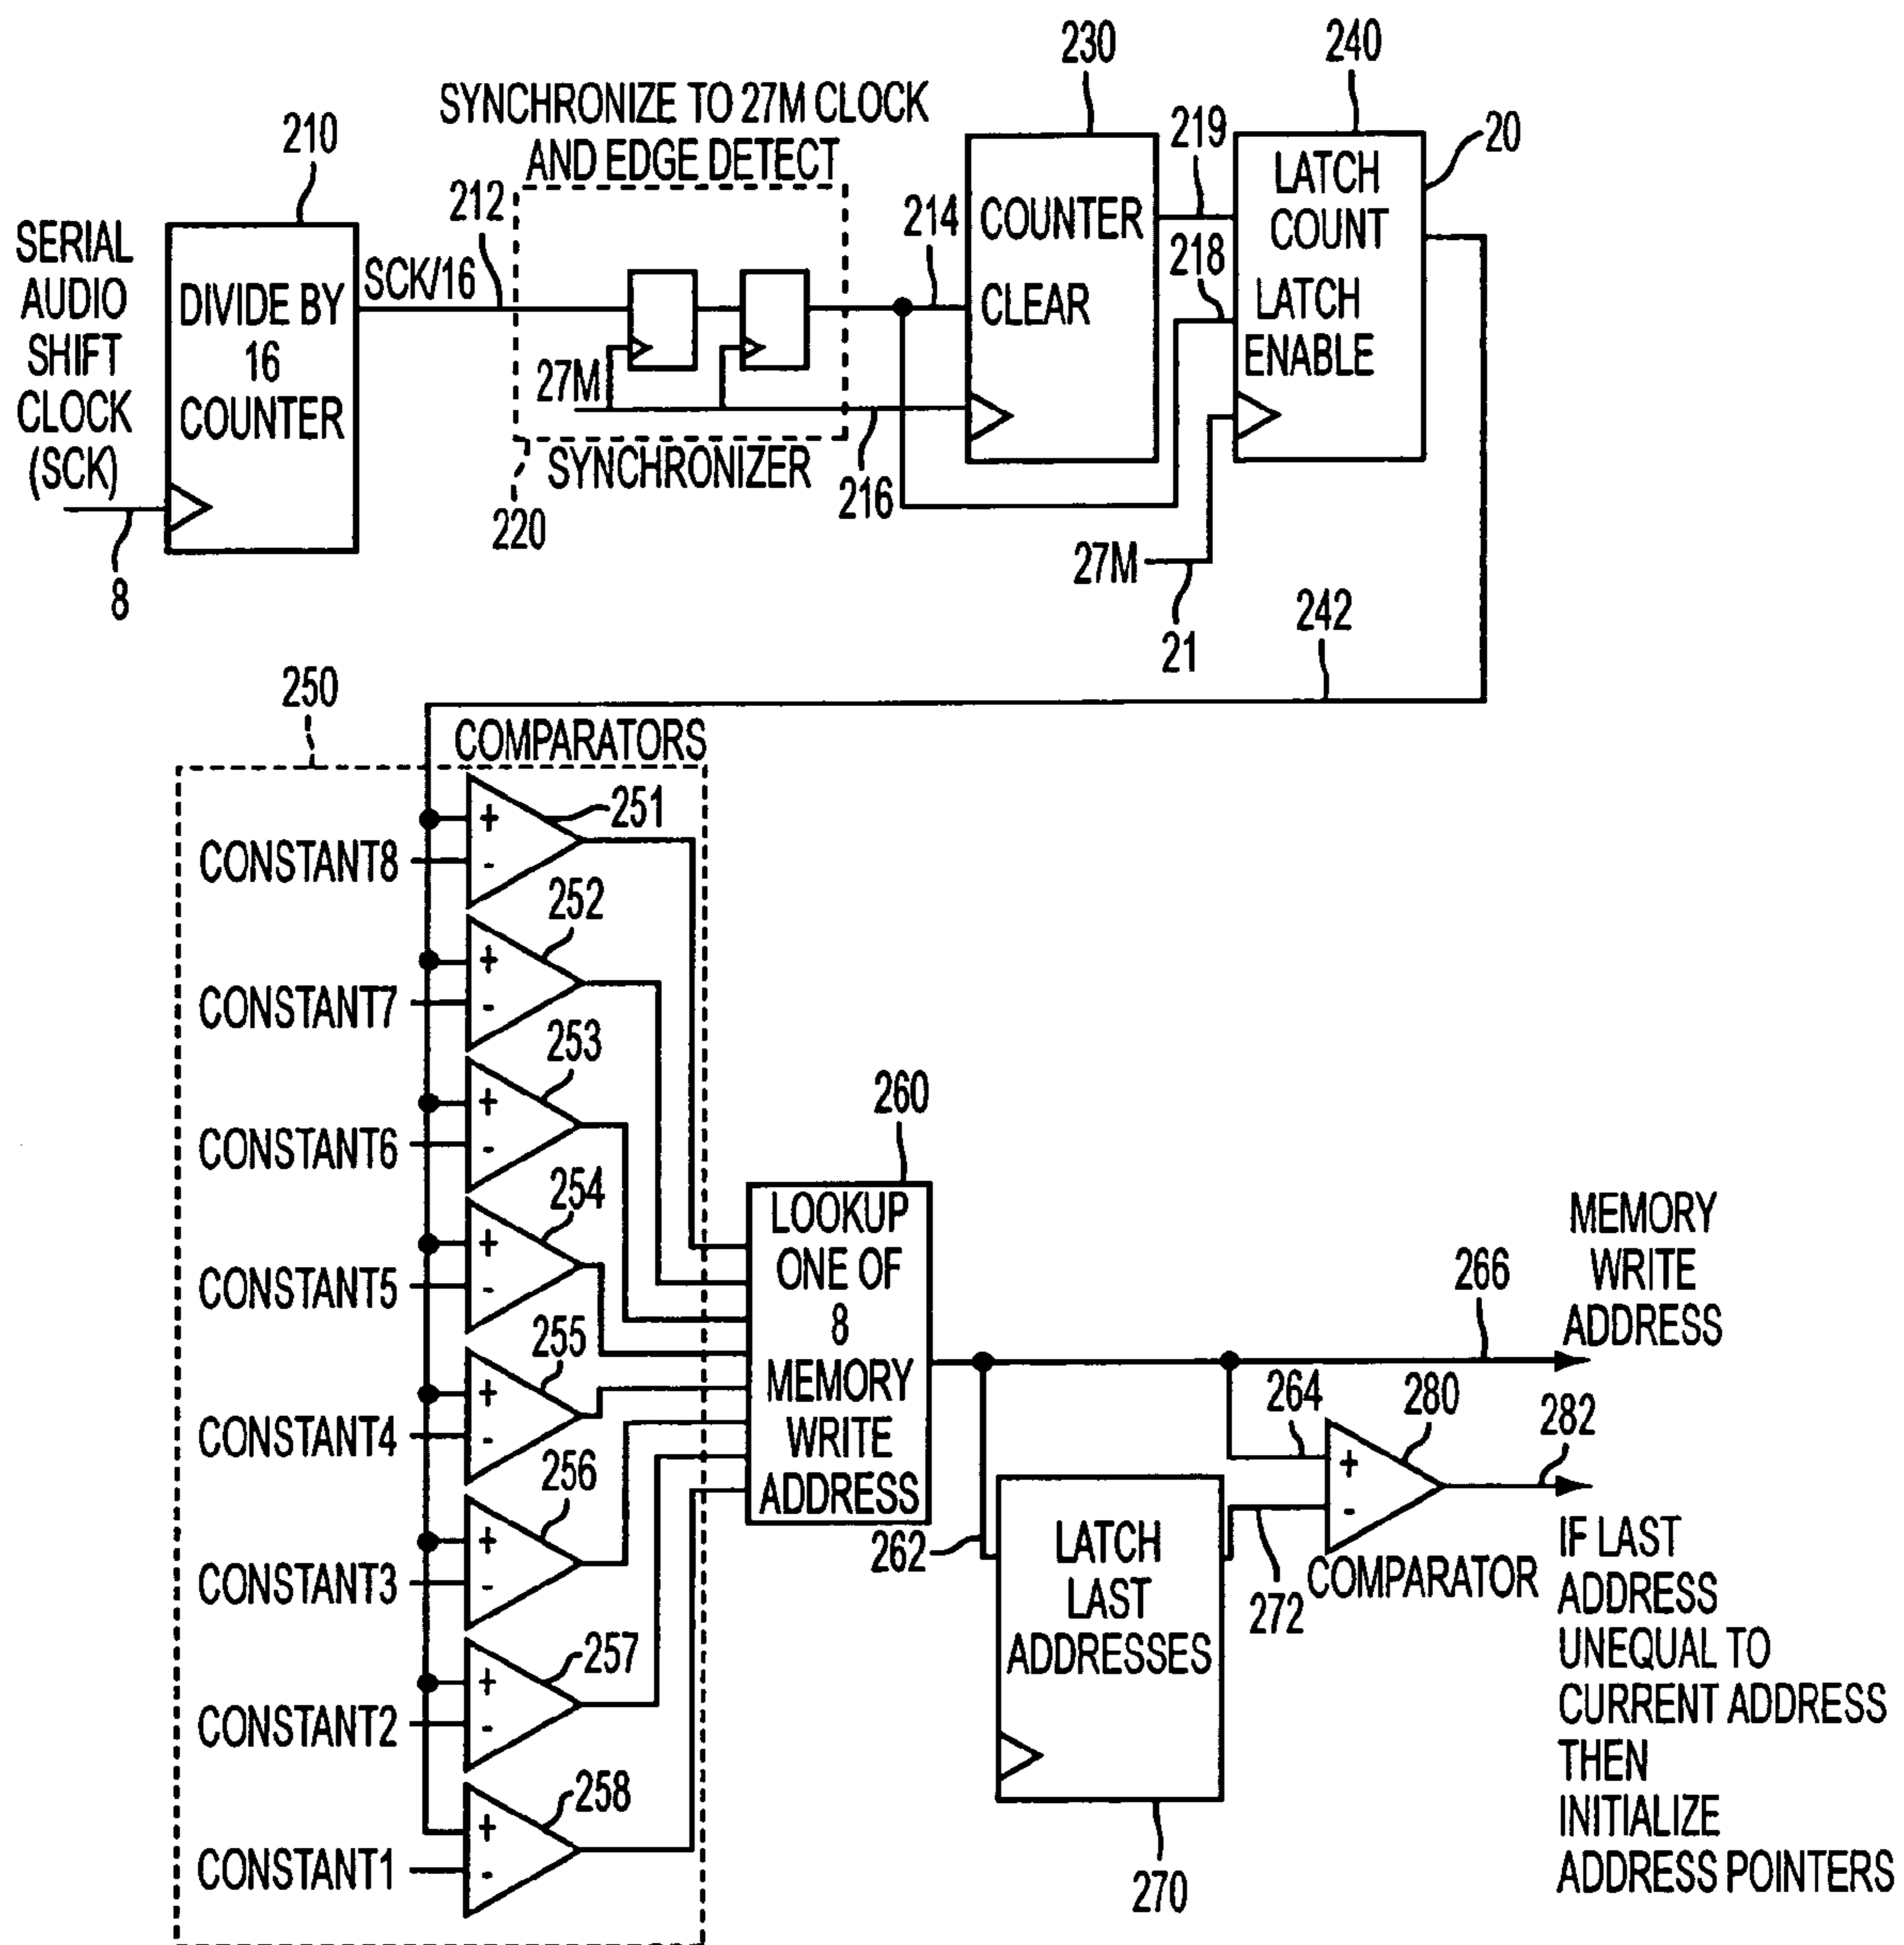 230
240
210
SYNCHRONIZE TO 27M CLOCK
AND EDGE DETECT
219
20
212
SERIAL
AUDIO
SHIFT
CLOCK
(SCK)
DIVIDE BY
16
COUNTER
SCK/16
214
COUNTER
CLEAR
218
LATCH
COUNT
LATCH
ENABLE
27M
SYNCHRONIZER
216
220
8
27M
21
242
250
COMPARATORS
+
-
251
CONSTANT8
+
-
252
CONSTANT7
+
-
253
CONSTANT6
+
-
254
CONSTANT5
+
-
255
CONSTANT4
+
-
256
CONSTANT3
+
-
257
CONSTANT2
+
-
258
CONSTANT1
260
LOOKUP
ONE OF
8
MEMORY
WRITE
ADDRESS
266
MEMORY
WRITE
ADDRESS
264
280
282
+
-
262
LATCH
LAST
ADDRESSES
272
COMPARATOR
270
IF LAST
ADDRESS
UNEQUAL TO
CURRENT ADDRESS
THEN
INITIALIZE
ADDRESS POINTERS